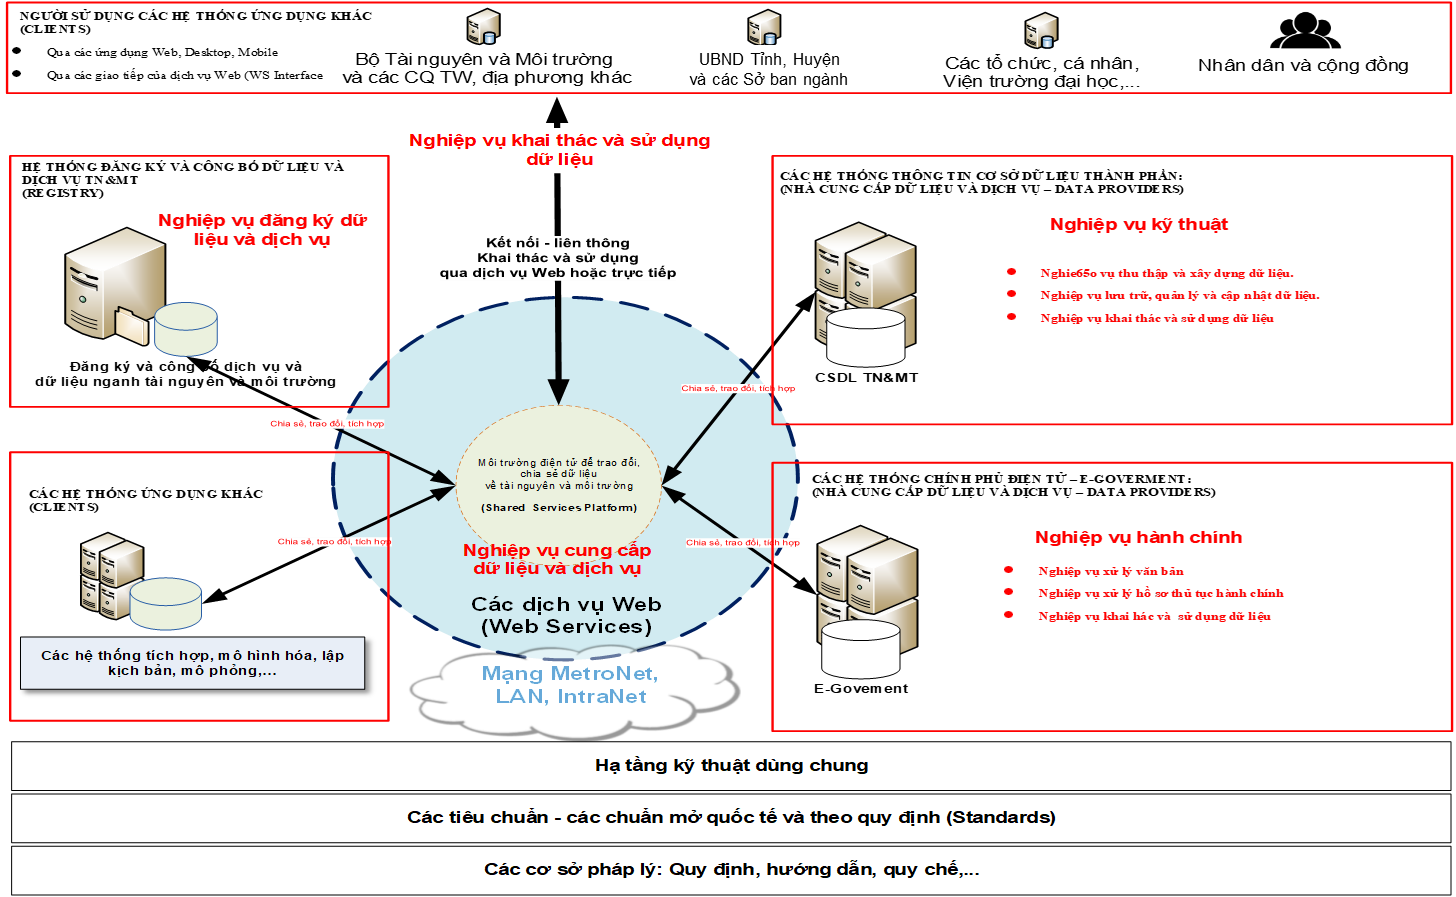 NGƯỜI SỬ DỤNG CÁC HỆ THỐNG ỨNG DỤNG KHÁC
(CLIENTS)
Qua các ứng dụng Web, Desktop, Mobile
Qua các giao tiếp của dịch vụ Web (WS Interface
Bộ Tài nguyên và Môi trường
và các CQ TW, địa phương khác
UBND Tỉnh, Huyện
và các Sở ban ngành
Các tổ chức, cá nhân,
Viện trường đại học,...
Nhân dân và cộng đồng
Nghiệp vụ khai thác và sử dụng
dữ liệu
HỆ THỐNG ĐĂNG KÝ VÀ CÔNG BỐ DỮ LIỆU VÀ
DỊCH VỤ TN&MT
(REGISTRY)
Nghiệp vụ đăng ký dữ
liệu và dịch vụ
Đăng ký và công bố dịch vụ và
dữ liệu nganh tài nguyên và môi trường
Kết nối - liên thông
Khai thác và sử dụng
qua dịch vụ Web hoặc trực tiếp
CÁC HỆ THỐNG THÔNG TIN CƠ SỞ DỮ LIỆU THÀNH PHẦN:
(NHÀ CUNG CẤP DỮ LIỆU VÀ DỊCH VỤ – DATA PROVIDERS)
Nghiệp vụ kỹ thuật
Nghie65o vụ thu thập và xây dựng dữ liệu.
Nghiệp vụ lưu trữ, quản lý và cập nhật dữ liệu.
Nghiệp vụ khai thác và sử dụng dữ liệu
CSDL TN&MT
Chia sẻ, trao đổi, tích hợp
Chia sẻ, trao đổi, tích hợp
Môi trường điện tử để trao đổi,
chia sẻ dữ liệu
về tài nguyên và môi trường
(Shared Services Platform)
Nghiệp vụ cung cấp
dữ liệu và dịch vụ
Các dịch vụ Web
(Web Services)
Mạng MetroNet,
LAN, IntraNet
CÁC HỆ THỐNG ỨNG DỤNG KHÁC
(CLIENTS)
Chia sẻ, trao đổi, tích hợp
Các hệ thống tích hợp, mô hình hóa, lập
kịch bản, mô phỏng,...
CÁC HỆ THỐNG CHÍNH PHỦ ĐIỆN TỬ – E-GOVERMENT:
(NHÀ CUNG CẤP DỮ LIỆU VÀ DỊCH VỤ – DATA PROVIDERS)
Chia sẻ, trao đổi, tích hợp
Nghiệp vụ hành chính
Nghiệp vụ xử lý văn bản
Nghiệp vụ xử lý hồ sơ thủ tục hành chính
Nghiệp vụ khai hác và sử dụng dữ liệu
E-Govement
Hạ tầng kỹ thuật dùng chung
Các tiêu chuẩn - các chuẩn mở quốc tế và theo quy định (Standards)
Các cơ sở pháp lý: Quy định, hướng dẫn, quy chế,...